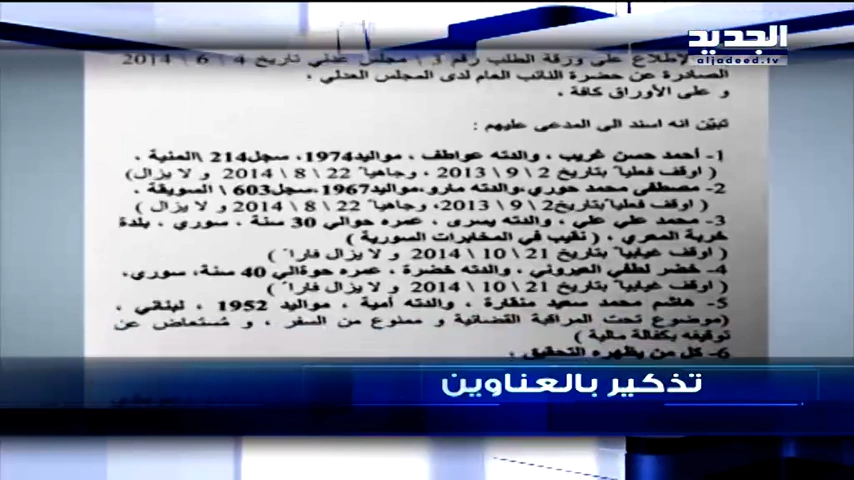 الجديد
aljadeed.tv
الإطلاع على ورقة الطلب رقم 3 \ مجلس عدلي تاريخ 4 \ 6 \ 2014
الصادرة عن حضرة النائب العام لدى المجلس العدلي ،
و على الأوراق كافة ،
تبيّن انه اسند الى المدعى عليهم :
1- أحمد حسن غريب ، والدته عواطف ، مواليد1974، سجل214 \المنية ،
( اوقف فعلياً بتاريخ 2 \ 9 \ 2013 ، وجاهياً 22 \ 8 \ 2014 و لا يزال)
2- مصطفى محمد حوري،والدته مارو،مواليد1967،سجل603 \ السويقة ،
( اوقف فعلياً بتاريخ2 \ 9 \ 2013، وجاهياً 22 \ 8 \ 2014 و لا يزال )
3- محمد علي علي ، والدته يسرى ، عمره حوالي 30 سنة ، سوري ، بلدة
خربة المعري ، ( نقيب في المخابرات السورية )
( اوقف غيابياً بتاريخ 21 \ 10 \ 2014 و لا يزال فاراً )
4- خضر لطفي العيروني ، والدته خضرة ، عمره حوةالي 40 سنة، سوري،
( اوقف غيابياً بتاريخ 21 \ 10 \ 2014 و لا يزال فاراً )
5- هاشم محمد سعيد منقارة ، والدته أمية ، مواليد 1952 ، لبناني ،
(موضوع تحت المراقبة القضائية و ممنوع من السفر ، و مُستعاض عن
توقيفه بكفالة مالية )
6- كل من يظهره التحقيق ،
تذكير بالعناوين